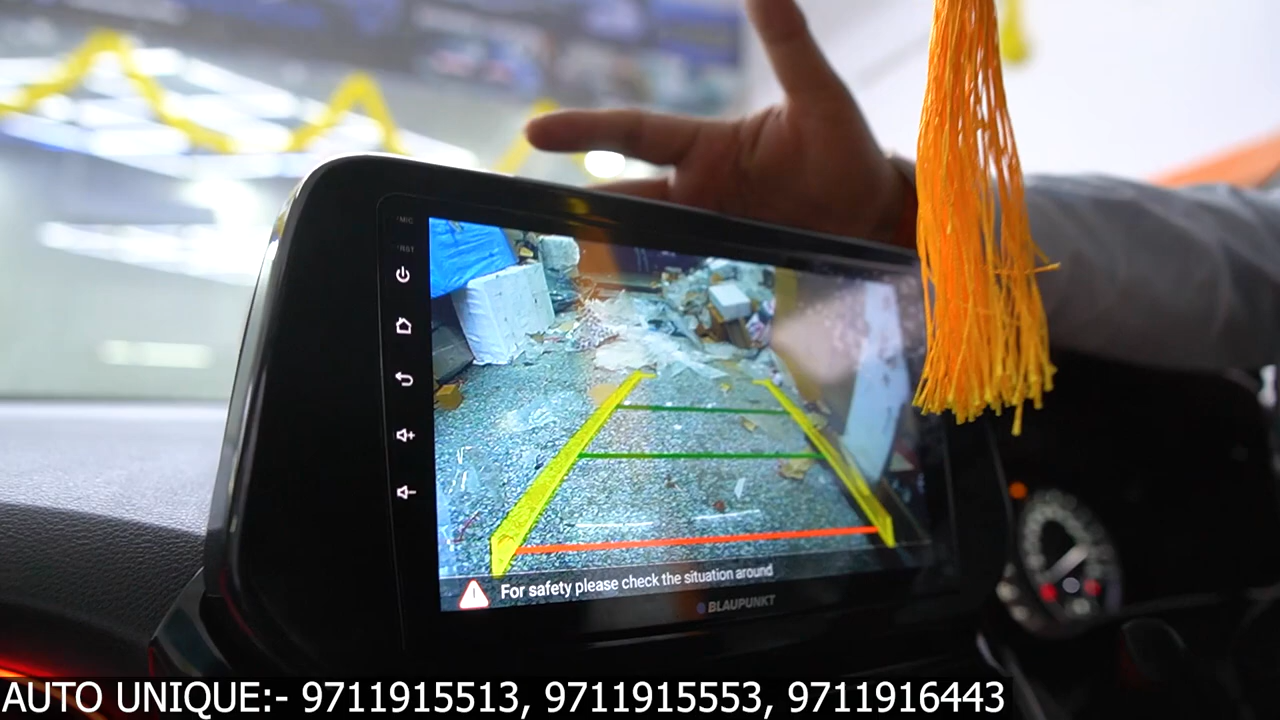 MIC
RST
For safety please check the situation around
BLAUPUNKT
AUTO UNIQUE:- 9711915513, 9711915553, 9711916443